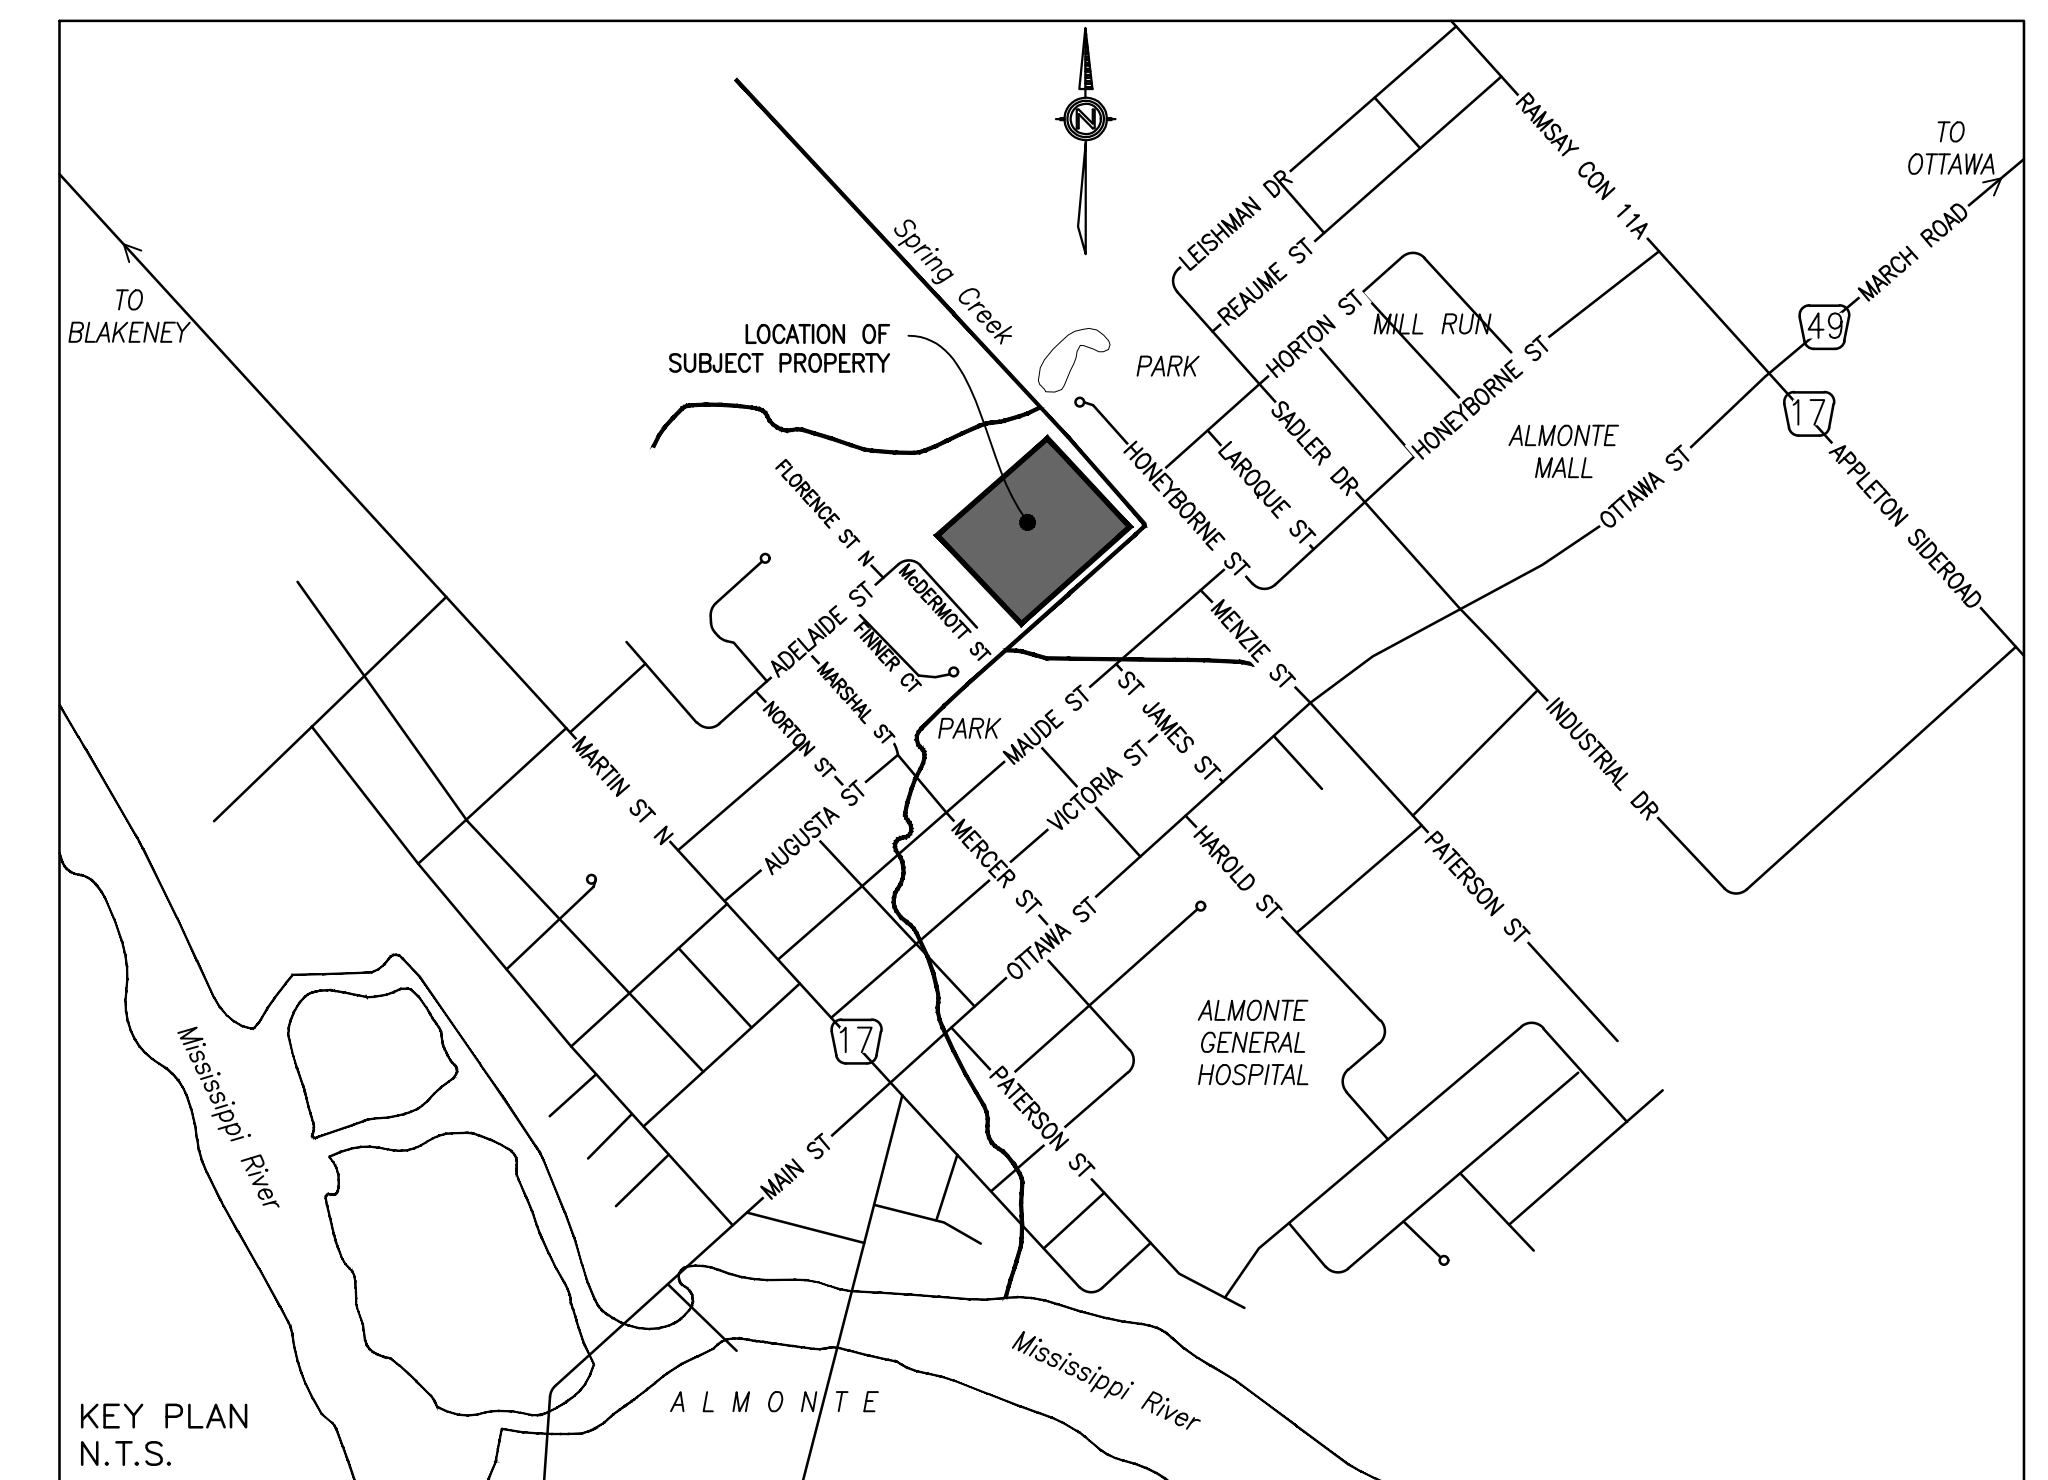 N
RAMSAY CON 11A
TO
OTTAWA
MARCH ROAD
49
17
APPLETON SIDEROAD
LEISHMAN DR
REAUME ST
HORTON ST
MILL RUN
HONEYBORNE ST
Spring Creek
TO
BLAKENEY
LOCATION OF
SUBJECT PROPERTY
PARK
SADLER DR
LAROQUE ST
HONEYBORNE ST
ALMONTE
MALL
OTTAWA ST
FLORENCE ST N
McDERMOTT ST
ADELAIDE ST
FINNER CT
MARSHAL ST
NORTON ST
MENZIE ST
PARK
MAUDE ST
ST JAMES ST
VICTORIA ST
INDUSTRIAL DR
MARTIN ST N
AUGUSTA ST
MERCER ST
HAROLD ST
PATERSON ST
OTTAWA ST
17
PATERSON ST
ALMONTE
GENERAL
HOSPITAL
Mississippi River
MAIN ST
Mississippi River
ALMONTE
KEY PLAN
N.T.S.